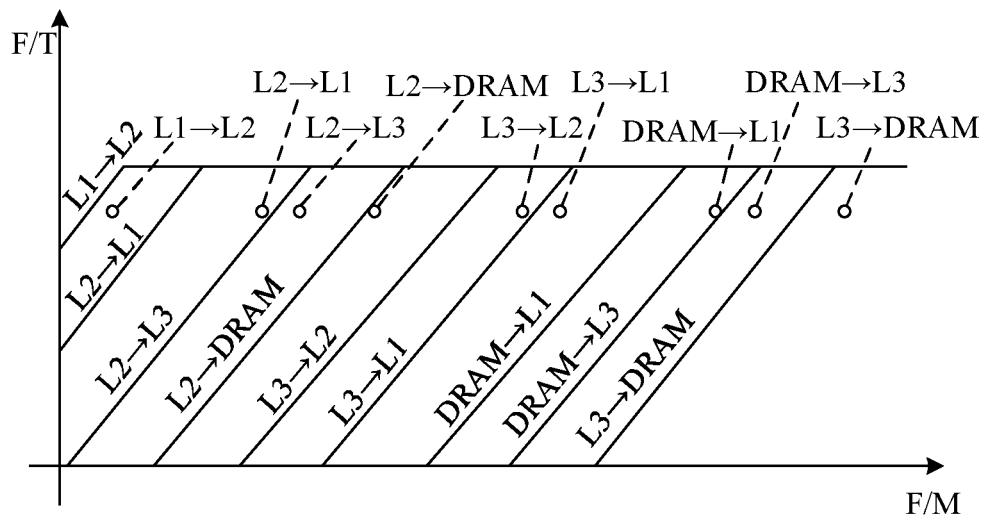 F/T
L2→L1
L2→DRAM
L3→L1
DRAM→L3
L1→L2
L2→L3
L3→L2
DRAM→L1
L3→DRAM
L1→L2
L2→L1
L2→L3
L2→DRAM
L3→L2
L3→L1
DRAM→L1
DRAM→L3
L3→DRAM
F/M